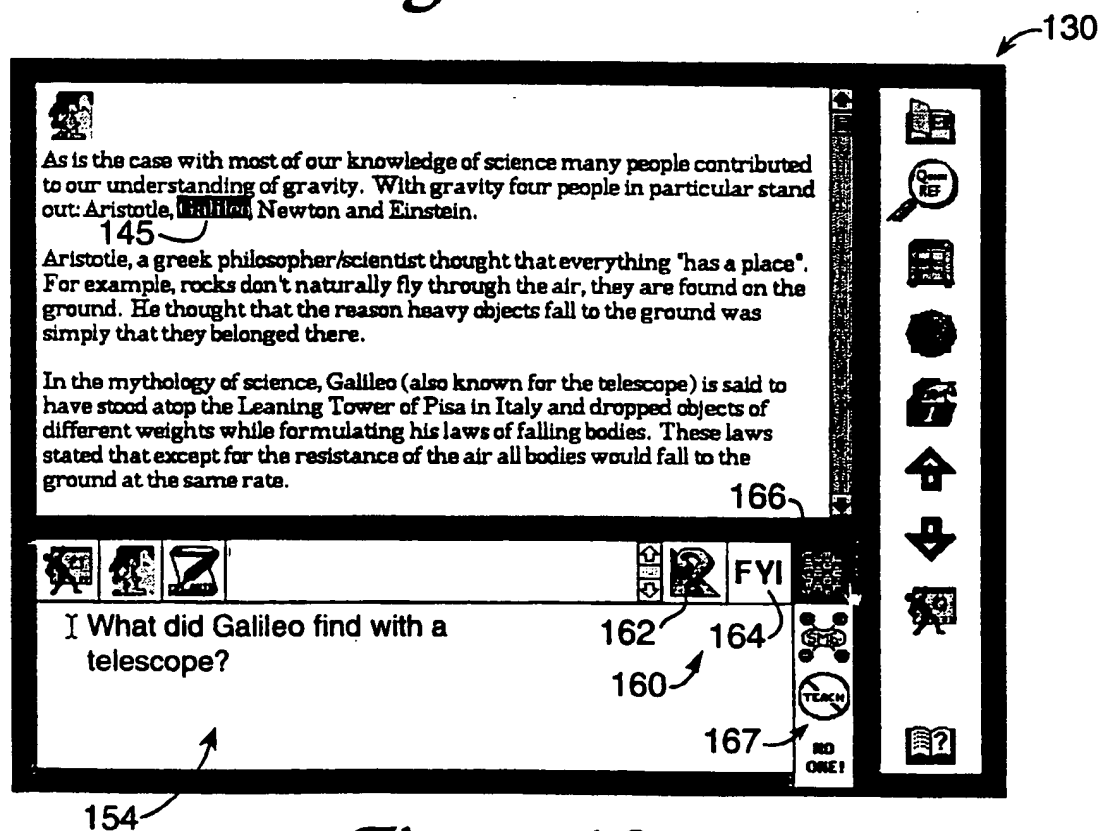 130
As is the case with most of our knowledge of science many people contributed
to our understanding of gravity. With gravity four people in particular stand
out: Aristotle, Galileo, Newton and Einstein.
145
Aristotle, a greek philosopher/scientist thought that everything "has a place".
For example, rocks don't naturally fly through the air, they are found on the
ground. He thought that the reason heavy objects fall to the ground was
simply that they belonged there.
In the mythology of science, Galileo (also known for the telescope) is said to
have stood atop the Leaning Tower of Pisa in Italy and dropped objects of
different weights while formulating his laws of falling bodies. These laws
stated that except for the resistance of the air all bodies would fall to the
ground at the same rate.
166
FYI
What did Galileo find with a
telescope?
162
164
160
SMS
TEACH
167
NO
ONE!
154
REF
1
?